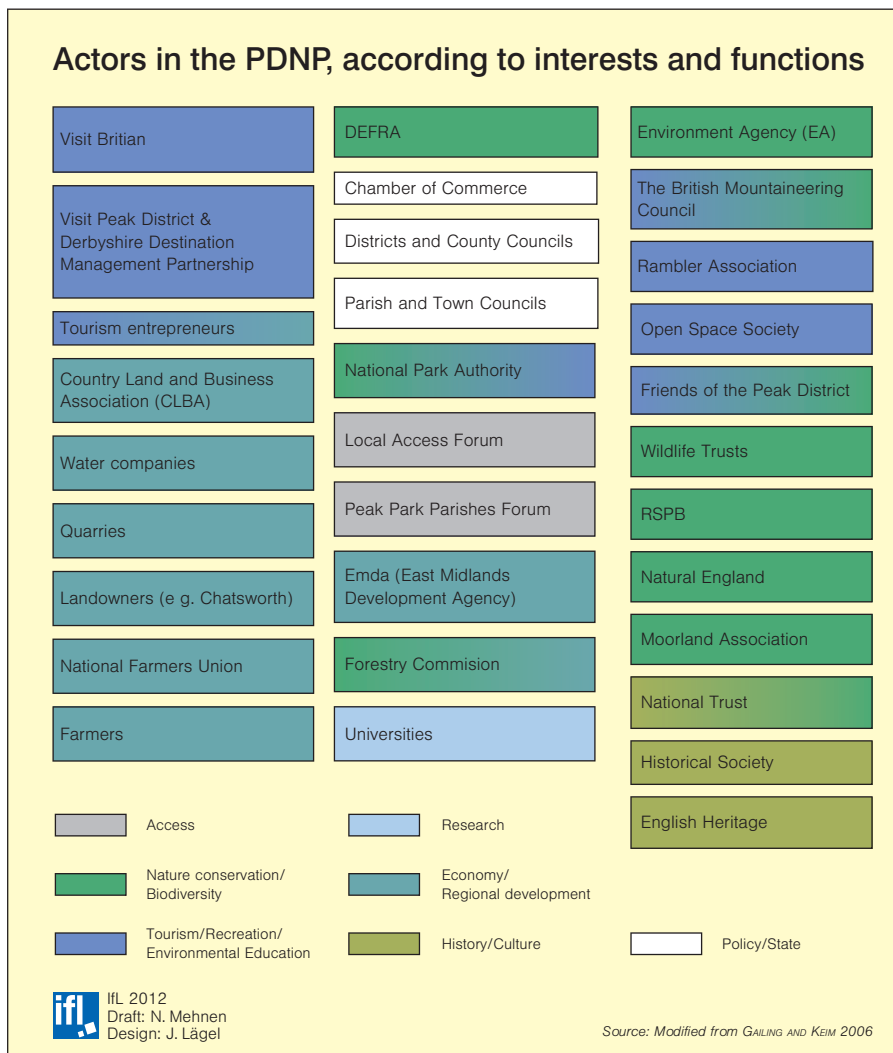 Actors in the PDNP, according to interests and functions
Visit Britian
Visit Peak District &
Derbyshire Destination
Management Partnership
Tourism entrepreneurs
Country Land and Business
Association (CLBA)
Water companies
Quarries
Landowners (e g. Chatsworth)
National Farmers Union
Farmers
DEFRA
Chamber of Commerce
Districts and County Councils
Parish and Town Councils
National Park Authority
Local Access Forum
Peak Park Parishes Forum
Emda (East Midlands
Development Agency)
Forestry Commision
Universities
Environment Agency (EA)
The British Mountaineering
Council
Rambler Association
Open Space Society
Friends of the Peak District
Wildlife Trusts
RSPB
Natural England
Moorland Association
National Trust
Historical Society
English Heritage
Access
Research
Nature conservation/
Biodiversity
Economy/
Regional development
Tourism/Recreation/
Environmental Education
History/Culture
Policy/State
ifl
IfL 2012
Draft: N. Mehnen
Design: J. Lägel
Source: Modified from GAILING AND KEIM 2006